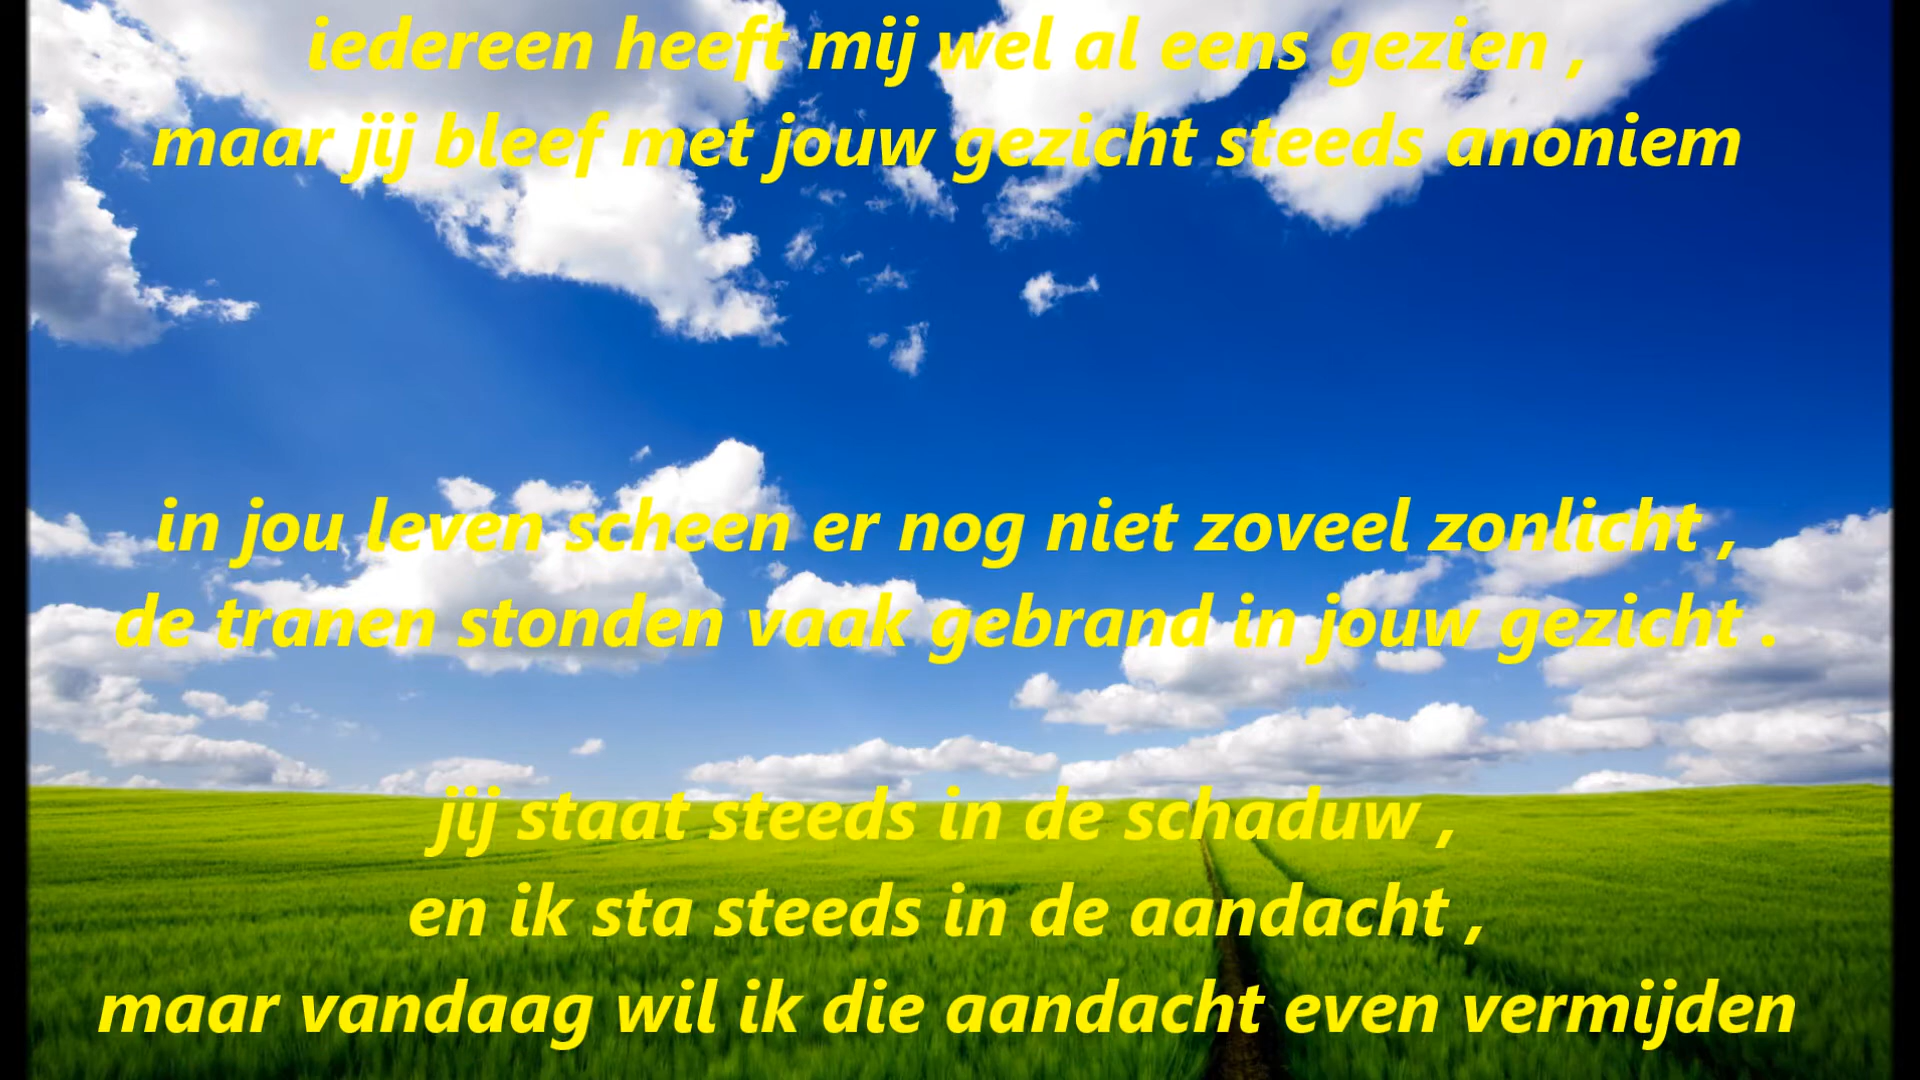 iedereen heeft mij wel al eens gezien ,
maar jij bleef met jouw gezicht steeds anoniem
in jou leven scheen er nog niet zoveel zonlicht ,
de tranen stonden vaak gebrand in jouw gezicht .
jij staat steeds in de schaduw ,
en ik sta steeds in de aandacht ,
maar vandaag wil ik die aandacht even vermijden